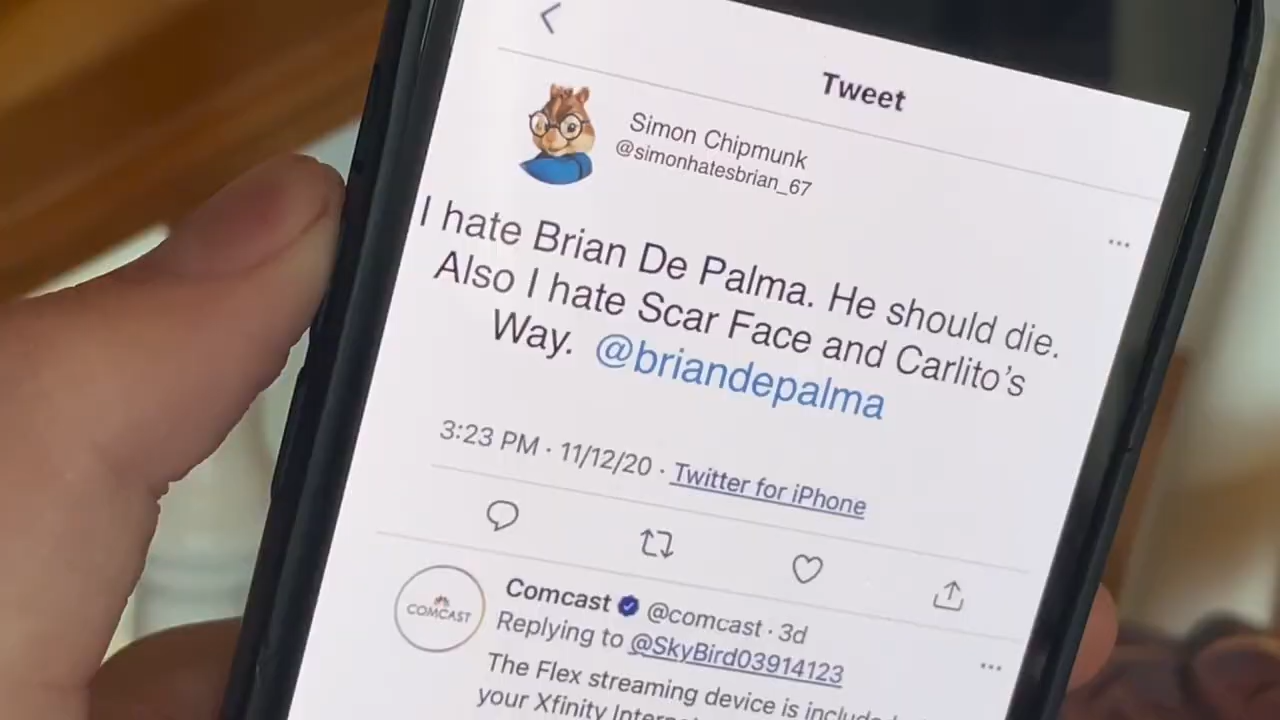 Tweet
Simon Chipmunk
@simonhatesbrian_67
I hate Brian De Palma. He should die.
Also I hate Scar Face and Carlito's
Way. @briandepalma
3:23 PM · 11/12/20 · Twitter for iPhone
COMCAST
Comcast @comcast · 3d
Replying to @SkyBird03914123
The Flex streaming device is
your Xfinity